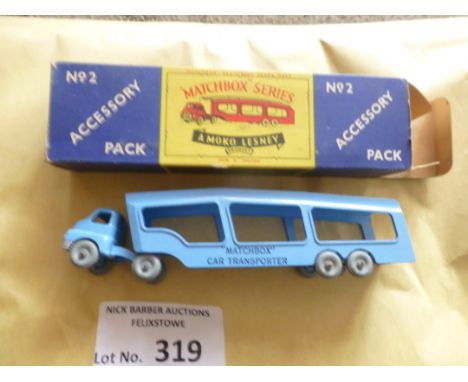 No2
ACCESSORY
PACK
"MATCHBOX" SERIES
A MOKO LESNEY
No2
ACCESSORY
PACK
"MATCHBOX"
CAR TRANSPORTER
NICK BARBER AUCTIONS
FELIXSTOWE
Lot No. 319